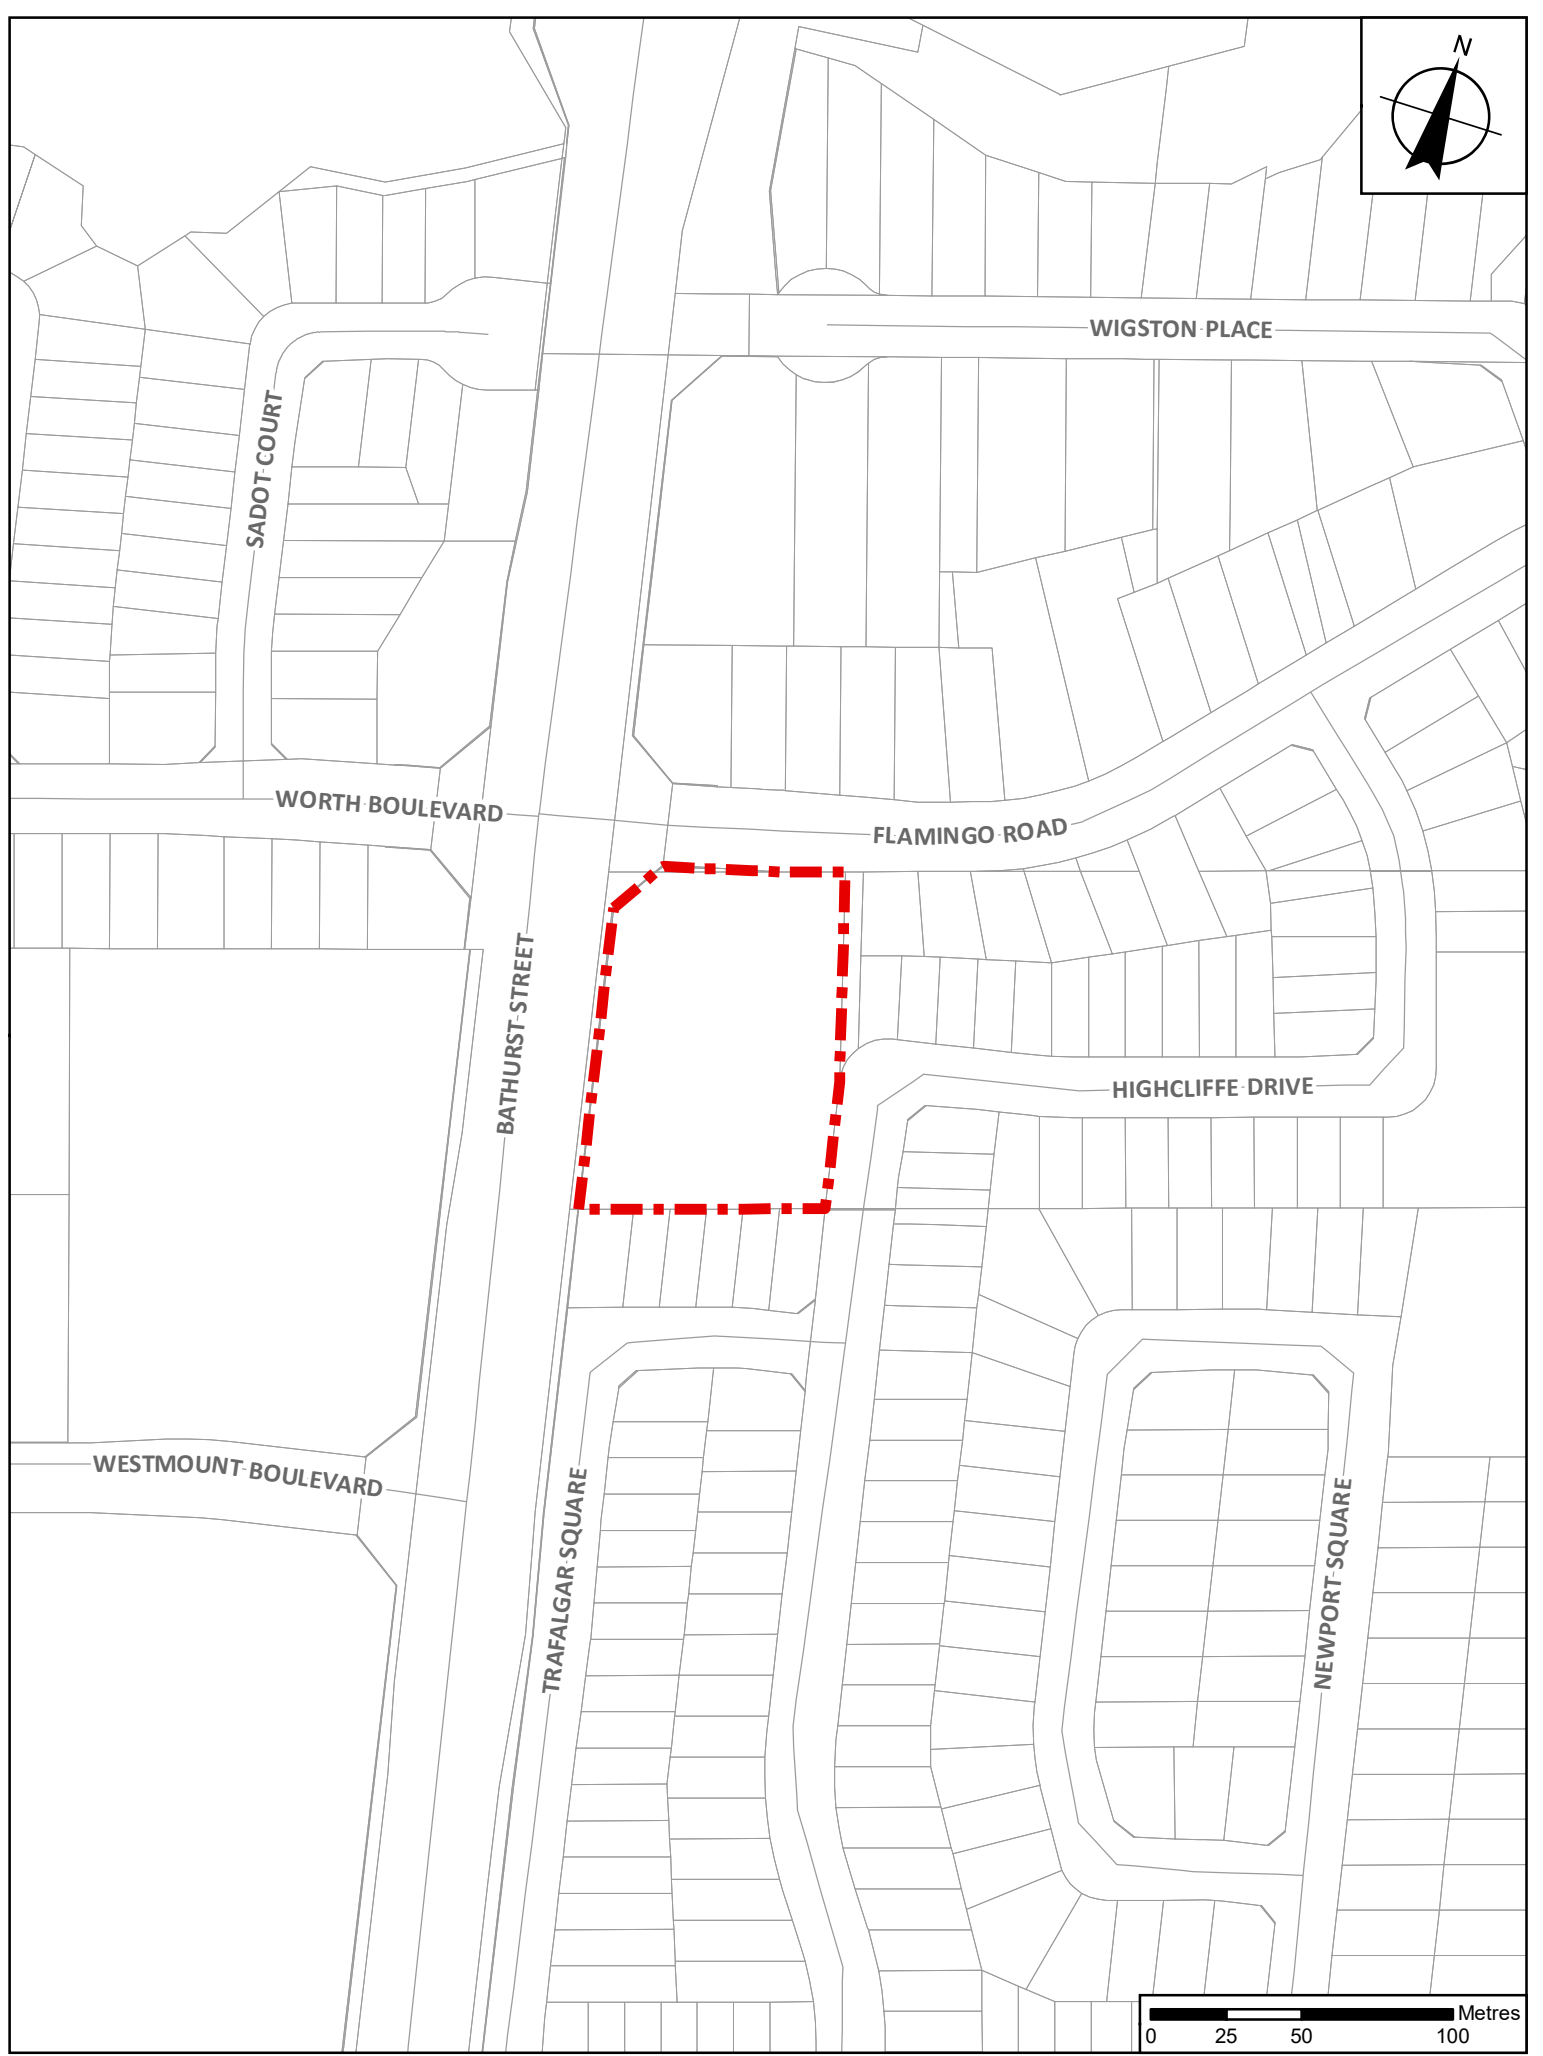 N
WIGSTON PLACE
SADOT COURT
WORTH BOULEVARD
FLAMINGO ROAD
BATHURST STREET
HIGHCLIFFE DRIVE
WESTMOUNT BOULEVARD
TRAFALGAR SQUARE
NEWPORT SQUARE
Metres
0 25 50 100